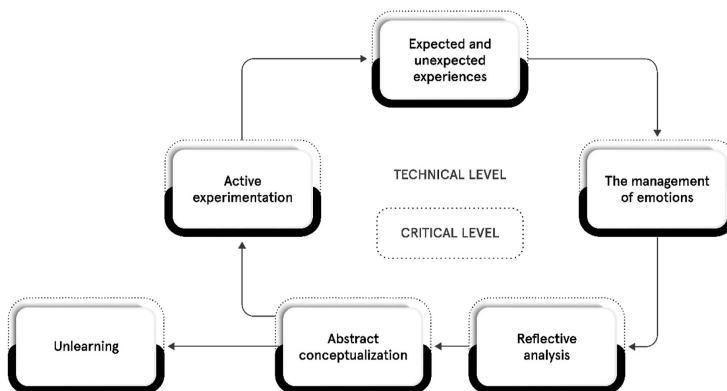 Expected and
unexpected
experiences
Active
experimentation
TECHNICAL LEVEL
The management
of emotions
CRITICAL LEVEL
Unlearning
Abstract
conceptualization
Reflective
analysis